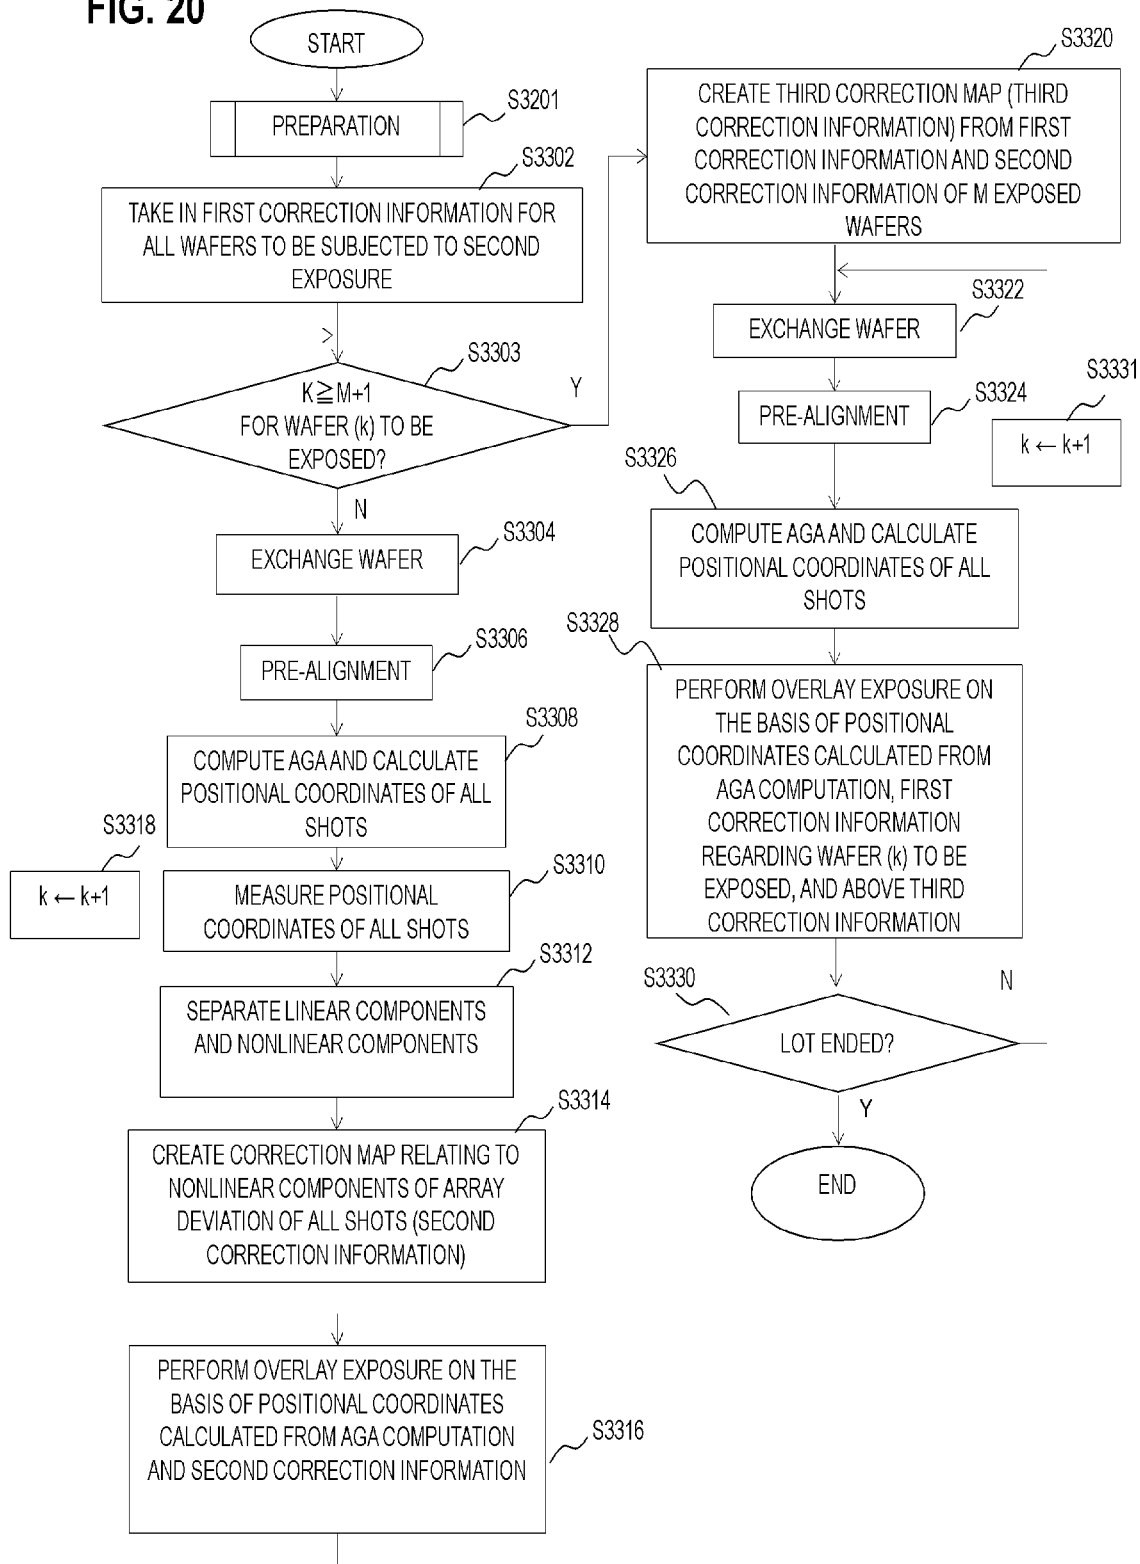 FIG. 20
START
S3201
PREPARATION
S3302
TAKE IN FIRST CORRECTION INFORMATION FOR
ALL WAFERS TO BE SUBJECTED TO SECOND
EXPOSURE
>
S3303
K≧M+1
FOR WAFER (k) TO BE
EXPOSED?
Y
N
S3304
EXCHANGE WAFER
S3306
PRE-ALIGNMENT
S3308
COMPUTE AGA AND CALCULATE
POSITIONAL COORDINATES OF ALL
SHOTS
S3318
k ← k+1
S3310
MEASURE POSITIONAL
COORDINATES OF ALL SHOTS
S3312
SEPARATE LINEAR COMPONENTS
AND NONLINEAR COMPONENTS
S3314
CREATE CORRECTION MAP RELATING TO
NONLINEAR COMPONENTS OF ARRAY
DEVIATION OF ALL SHOTS (SECOND
CORRECTION INFORMATION)
PERFORM OVERLAY EXPOSURE ON THE
BASIS OF POSITIONAL COORDINATES
CALCULATED FROM AGA COMPUTATION
AND SECOND CORRECTION INFORMATION
S3316
S3320
CREATE THIRD CORRECTION MAP (THIRD
CORRECTION INFORMATION) FROM FIRST
CORRECTION INFORMATION AND SECOND
CORRECTION INFORMATION OF M EXPOSED
WAFERS
S3322
EXCHANGE WAFER
S3324
PRE-ALIGNMENT
S3331
k ← k+1
S3326
COMPUTE AGA AND CALCULATE
POSITIONAL COORDINATES OF ALL
SHOTS
S3328
PERFORM OVERLAY EXPOSURE ON
THE BASIS OF POSITIONAL
COORDINATES CALCULATED FROM
AGA COMPUTATION, FIRST
CORRECTION INFORMATION
REGARDING WAFER (k) TO BE
EXPOSED, AND ABOVE THIRD
CORRECTION INFORMATION
S3330
N
LOT ENDED?
Y
END